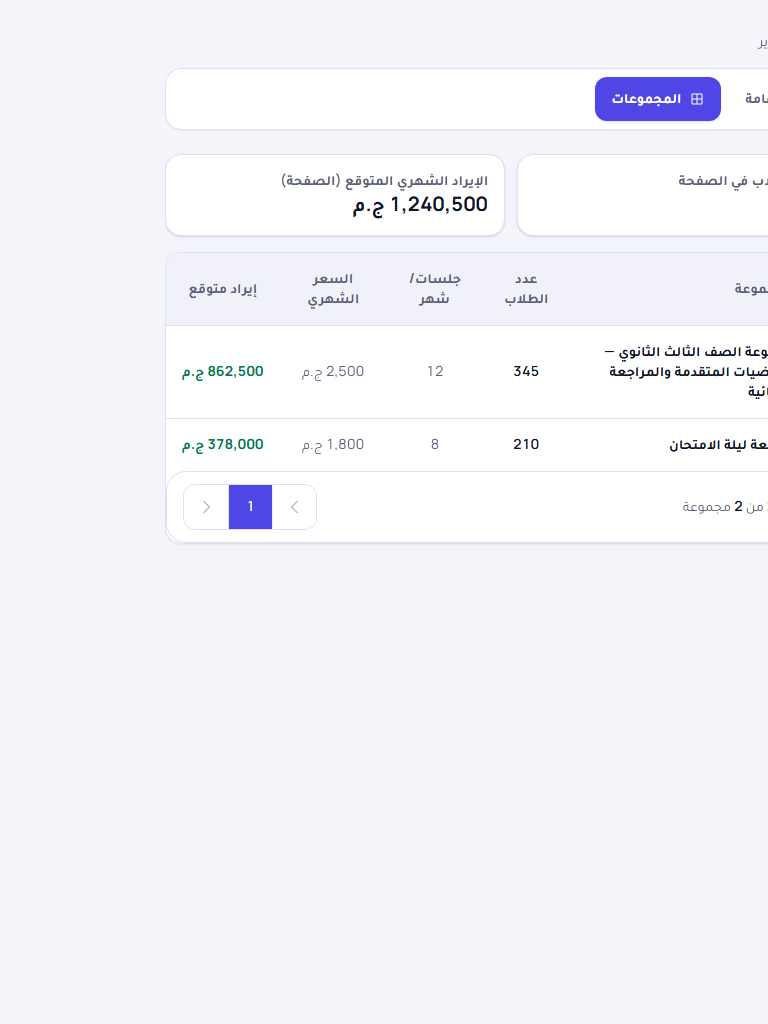 المجموعات
في الصفحة
الإيراد الشهري المتوقع (الصفحة)
1,240,500 ج.م
عدد الطلاب
جلسات/شهر
السعر الشهري
إيراد متوقع
الصف الثالث الثانوي —
المتقدمة والمراجعة
345
12
2,500 ج.م
862,500 ج.م
ليلة الامتحان
210
8
1,800 ج.م
378,000 ج.م
من 2 مجموعة
1